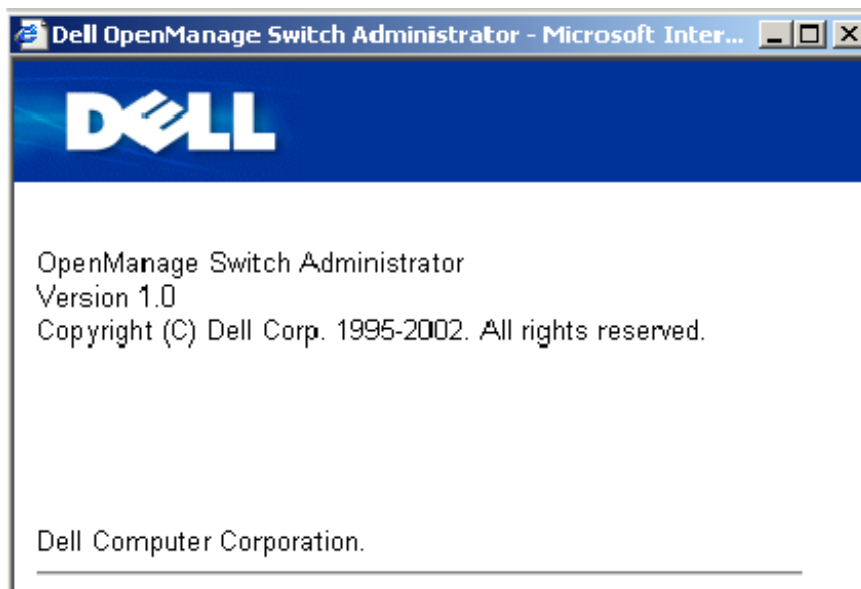 Dell OpenManage Switch Administrator - Microsoft Inter...
DELL
OpenManage Switch Administrator
Version 1.0
Copyright (C) Dell Corp. 1995-2002. All rights reserved.
Dell Computer Corporation.